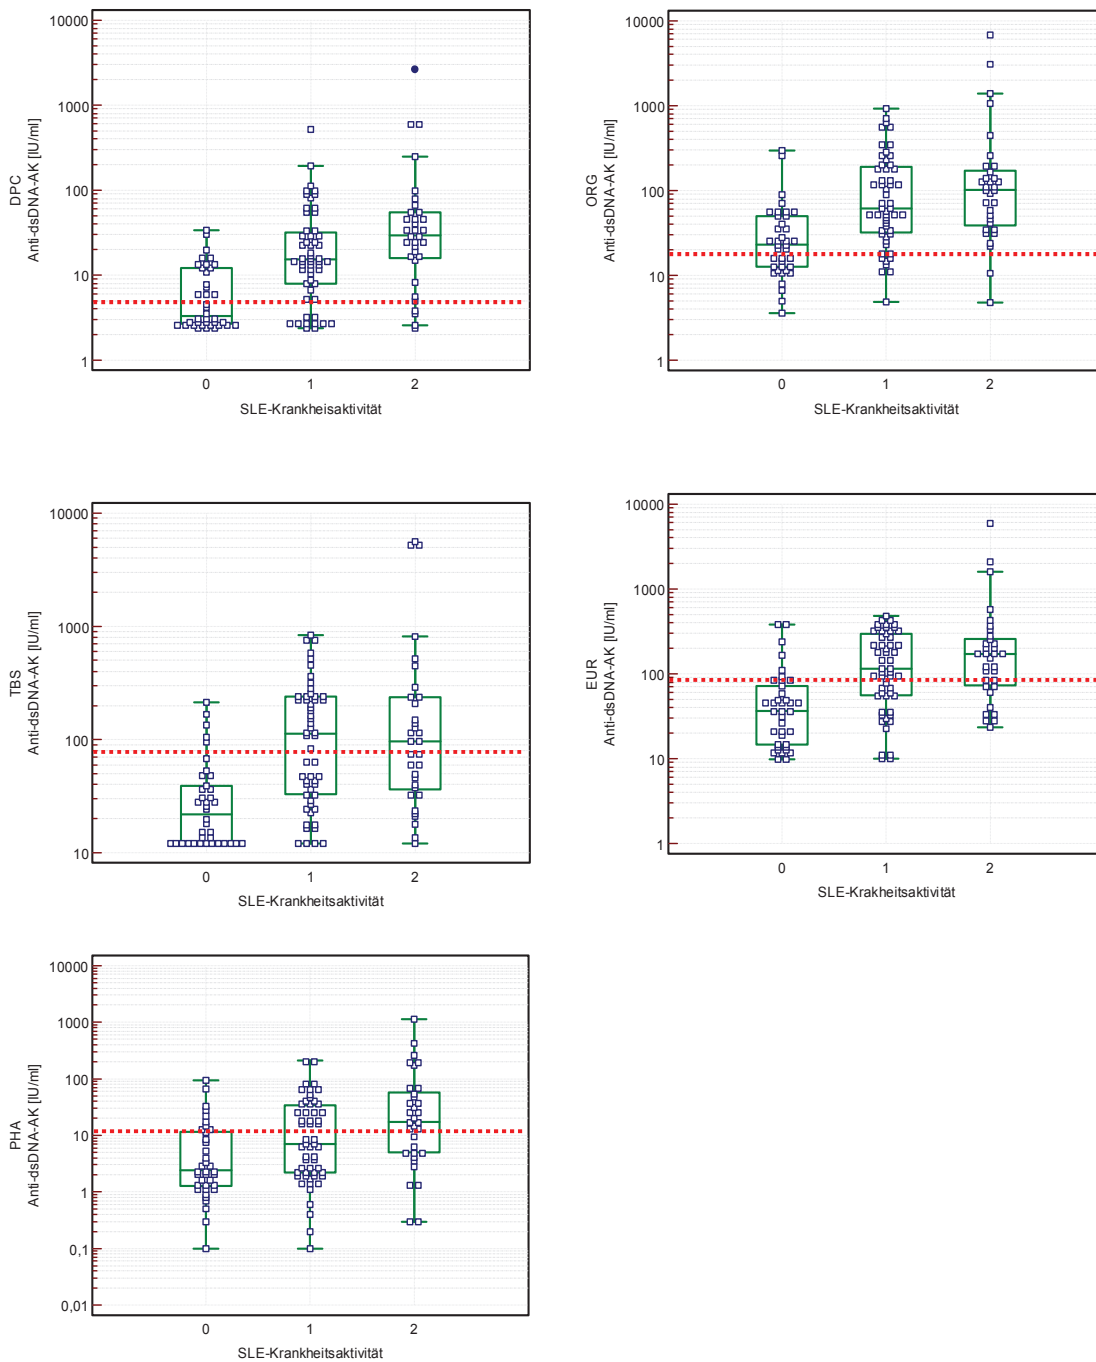 DPC
Anti-dsDNA-AK [IU/ml]
10000
1000
100
10
1
0 1 2
SLE-Krankheisaktivität
ORG
Anti-dsDNA-AK [IU/ml]
10000
1000
100
10
1
0 1 2
SLE-Krankheitsaktivität
TBS
Anti-dsDNA-AK [IU/ml]
10000
1000
100
10
0 1 2
SLE-Krankheitsaktivität
EUR
Anti-dsDNA-AK [IU/ml]
10000
1000
100
10
1
0 1 2
SLE-Krakheitsaktivität
PHA
Anti-dsDNA-AK [IU/ml]
10000
1000
100
10
1
0,1
0,01
0 1 2
SLE-Krankheitsaktivität